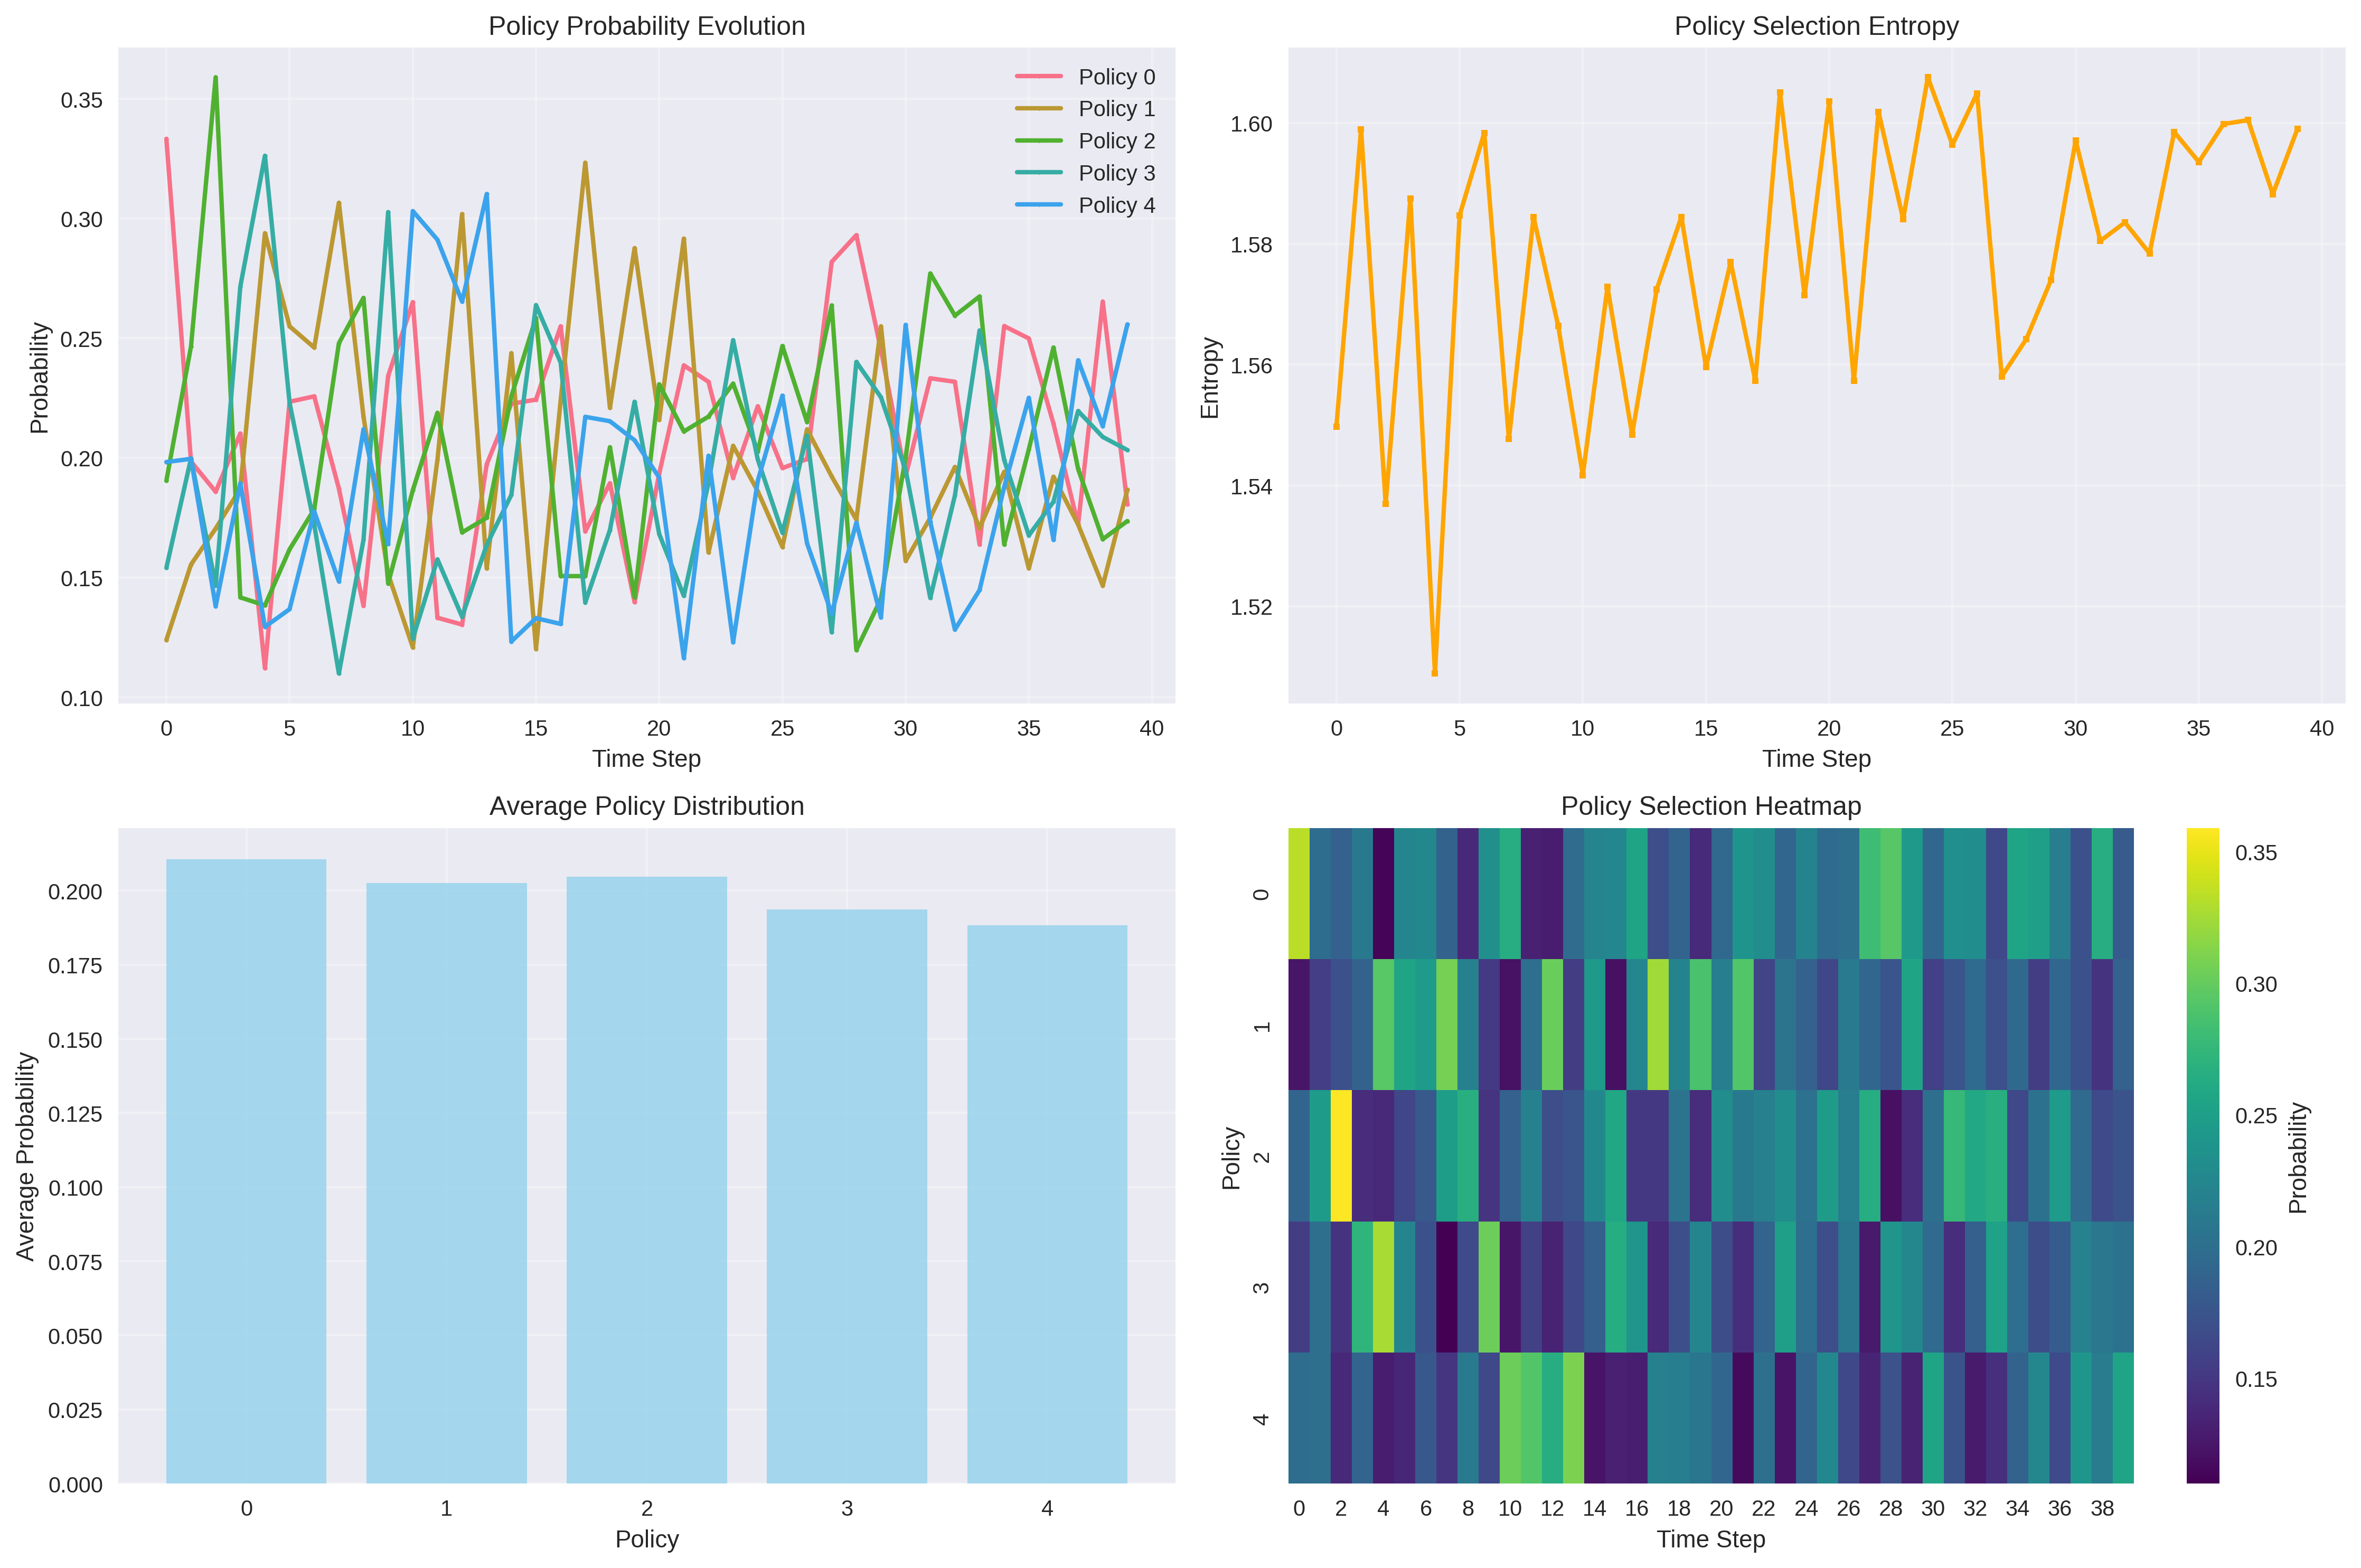 Policy Probability Evolution
Probability
0.35
0.30
0.25
0.20
0.15
0.10
Policy 0
Policy 1
Policy 2
Policy 3
Policy 4
0 5 10 15 20 25 30 35 40
Time Step
Policy Selection Entropy
Entropy
1.60
1.58
1.56
1.54
1.52
0 5 10 15 20 25 30 35 40
Time Step
Average Policy Distribution
Average Probability
0.200
0.175
0.150
0.125
0.100
0.075
0.050
0.025
0.000
0 1 2 3 4
Policy
Policy Selection Heatmap
Policy
0
1
2
3
4
0 2 4 6 8 10 12 14 16 18 20 22 24 26 28 30 32 34 36 38
Time Step
0.35
0.30
0.25
0.20
0.15
Probability